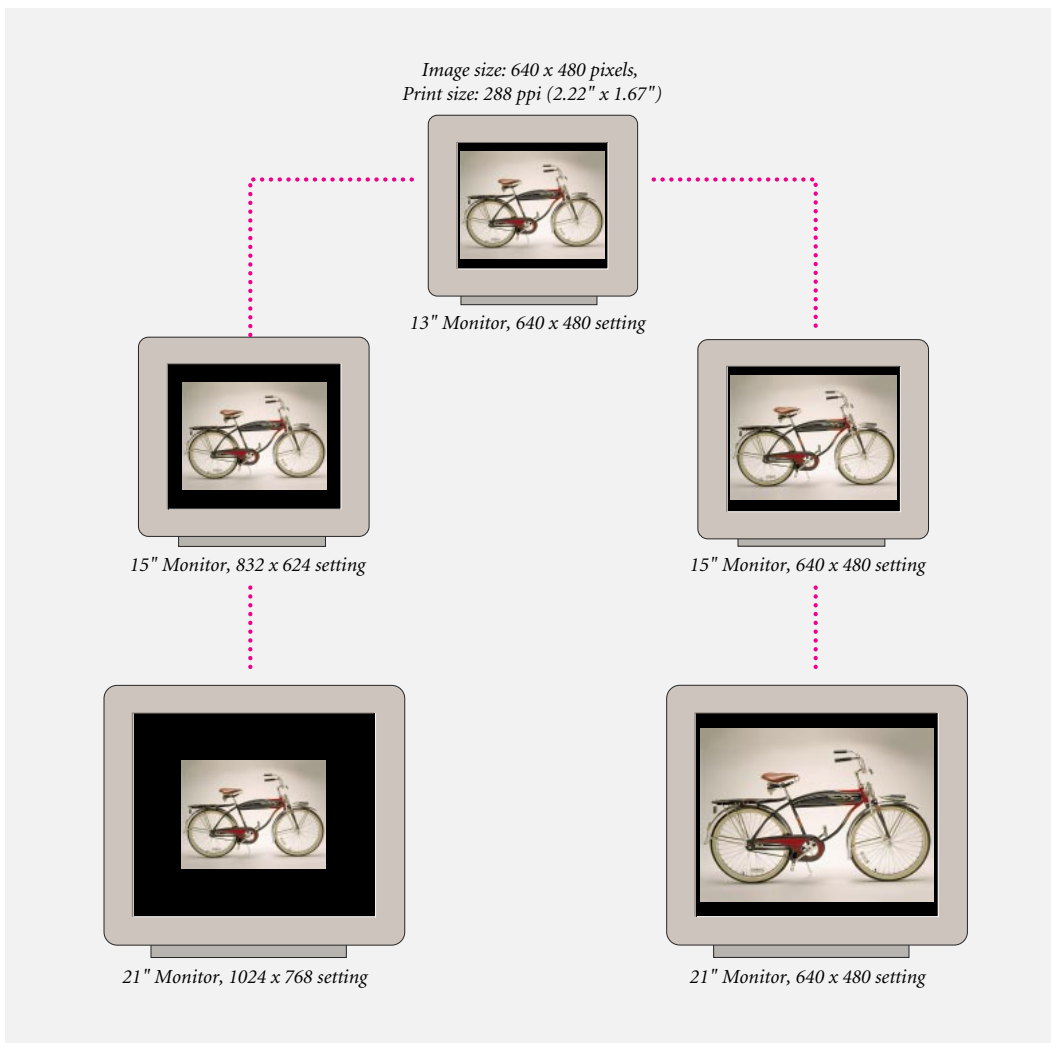 Image size: 640 x 480 pixels,
Print size: 288 ppi (2.22" x 1.67")
13" Monitor, 640 x 480 setting
15" Monitor, 832 x 624 setting
15" Monitor, 640 x 480 setting
21" Monitor, 1024 x 768 setting
21" Monitor, 640 x 480 setting